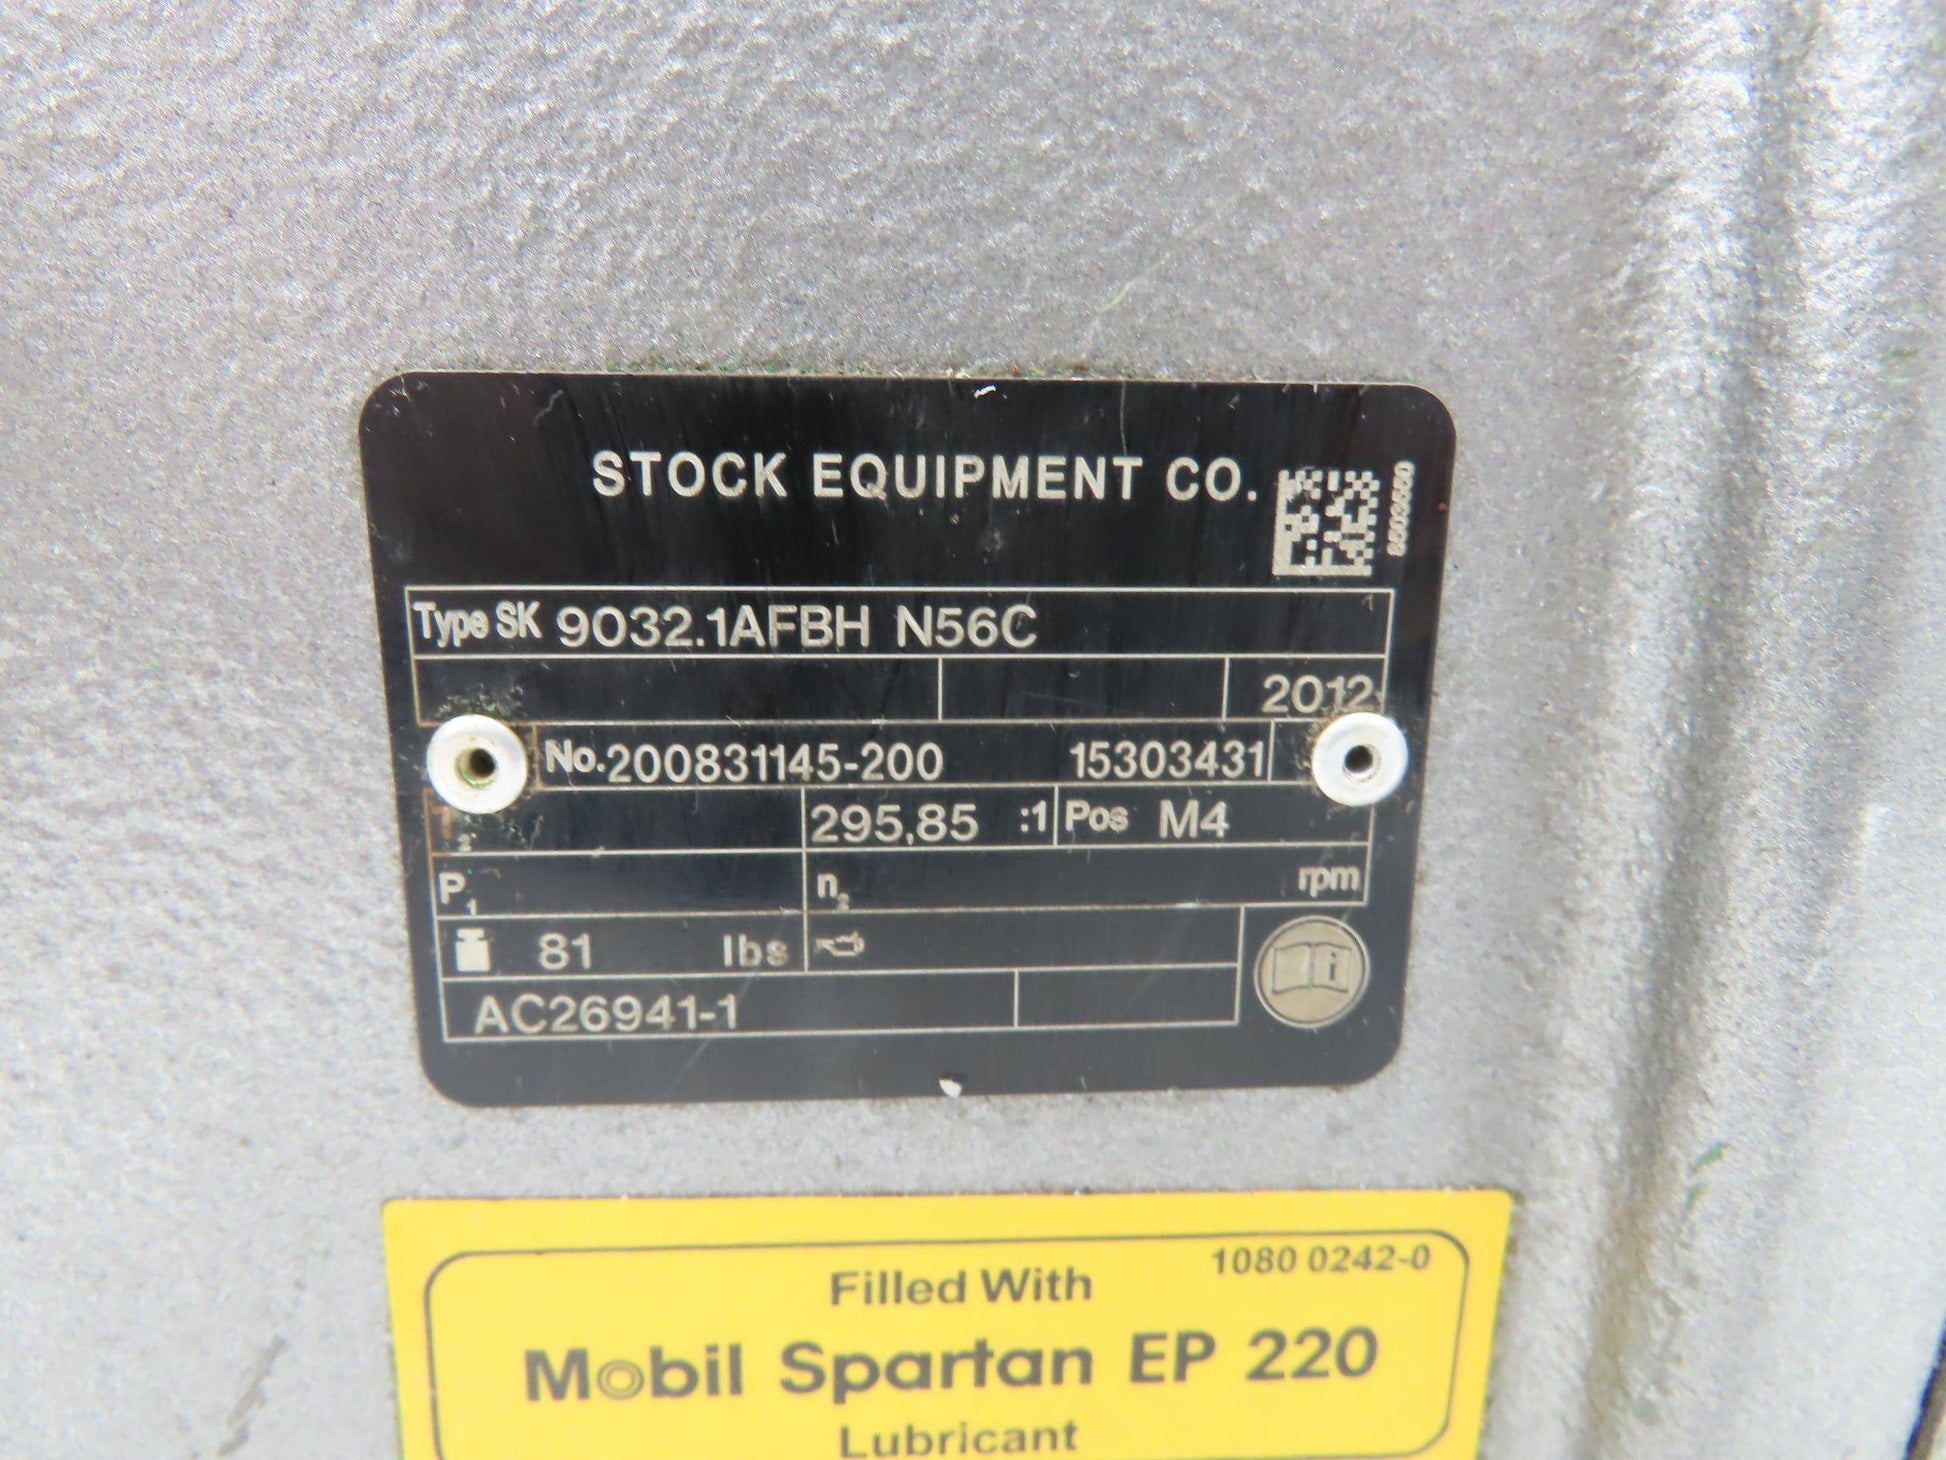 STOCK EQUIPMENT CO.
Type SK 9032.1AFBH N56C
2012
No. 200831145-200 15303431
295,85 :1 Pos M4
P1 n2 rpm
81 lbs
i
AC26941-1
Filled With 1080 0242-0
Mobil Spartan EP 220
Lubricant